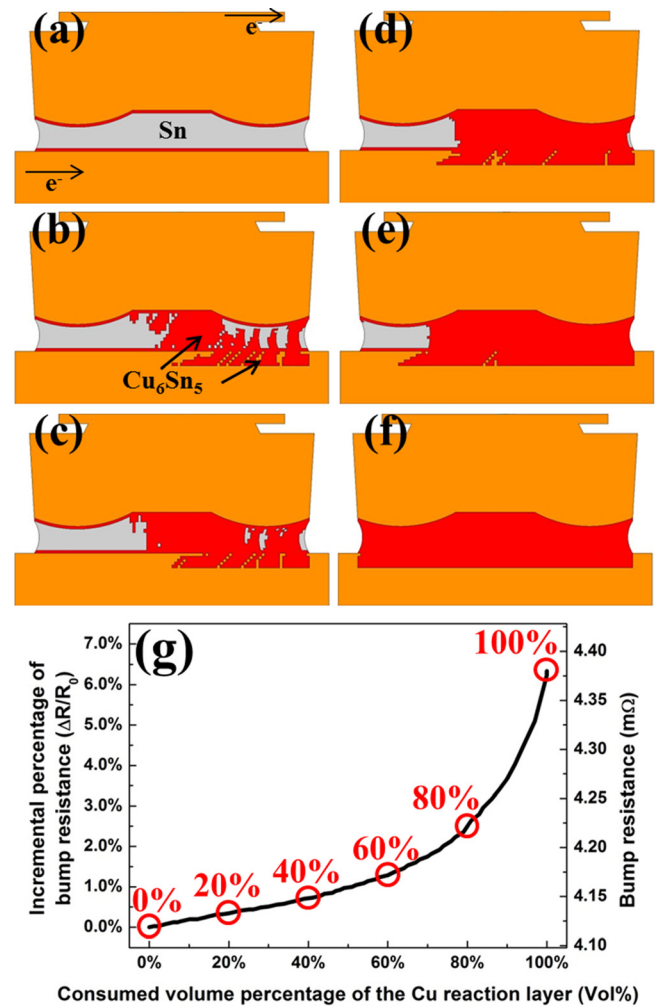 (a)
e-
Sn
e-
(d)
(b)
Cu6Sn5
(e)
(c)
(f)
(g)
Incremental percentage of
bump resistance (ΔR/R0)
7.0%
6.0%
5.0%
4.0%
3.0%
2.0%
1.0%
0.0%
0%
20%
40%
60%
80%
100%
4.40
4.35
4.30
4.25
4.20
4.15
4.10
Bump resistance (mΩ)
0%
20%
40%
60%
80%
100%
Consumed volume percentage of the Cu reaction layer (Vol%)